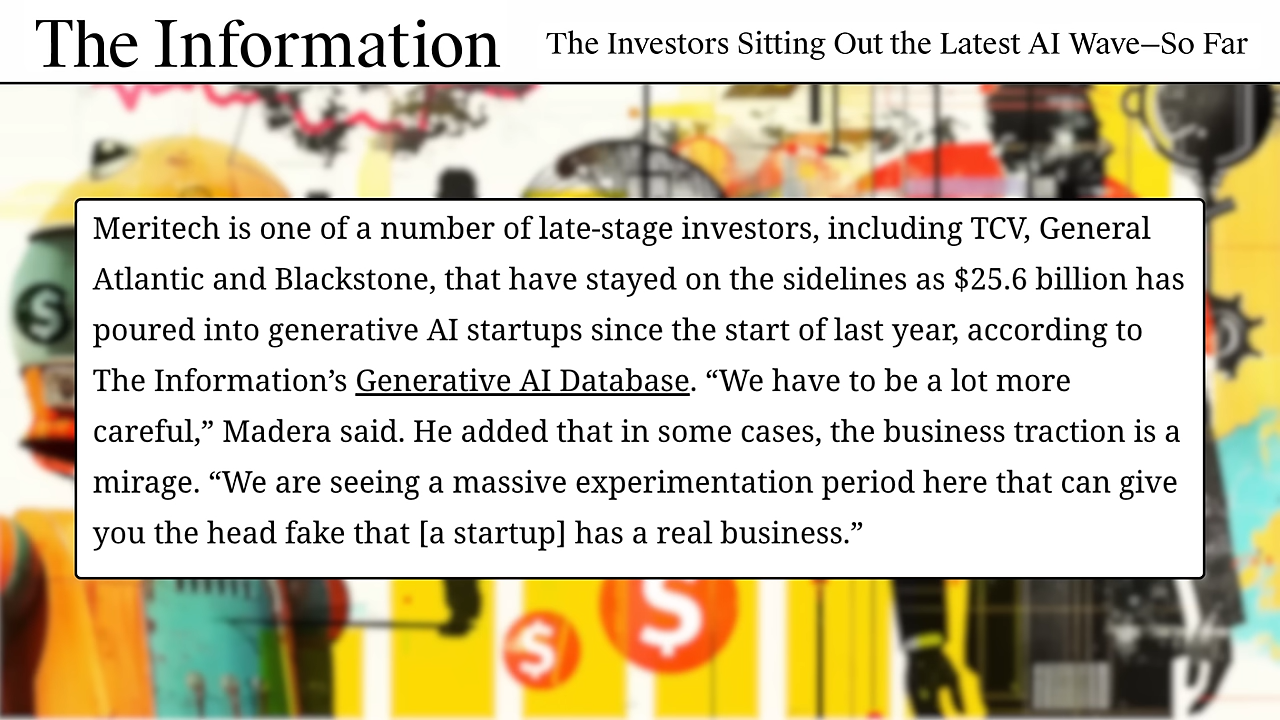 The Information
The Investors Sitting Out the Latest AI Wave—So Far
Meritech is one of a number of late-stage investors, including TCV, General
Atlantic and Blackstone, that have stayed on the sidelines as $25.6 billion has
poured into generative AI startups since the start of last year, according to
The Information’s Generative AI Database. “We have to be a lot more
careful,” Madera said. He added that in some cases, the business traction is a
mirage. “We are seeing a massive experimentation period here that can give
you the head fake that [a startup] has a real business.”
$
$
$